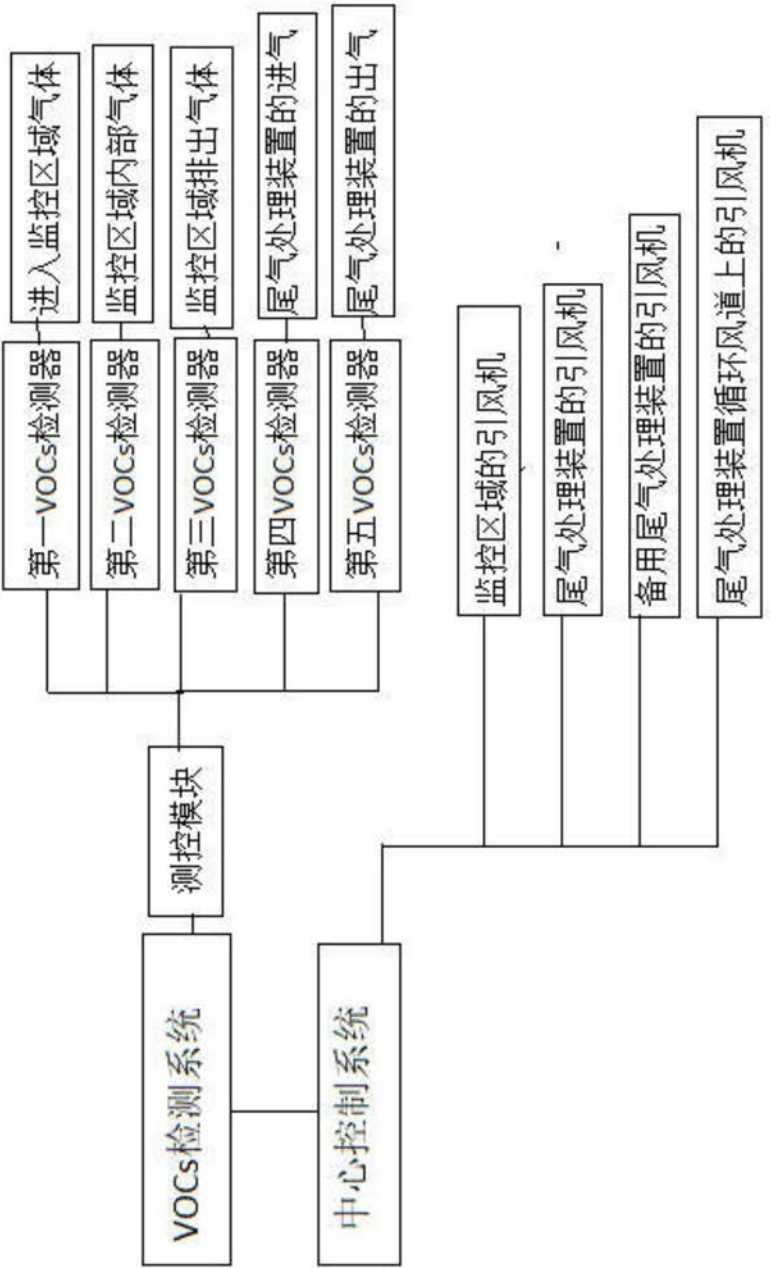 VOCs检测系统
测控模块
第一VOCs检测器
进入监控区域气体
第二VOCs检测器
监控区域内部气体
第三VOCs检测器
监控区域排出气体
第四VOCs检测器
尾气处理装置的进气
第五VOCs检测器
尾气处理装置的出气
中心控制系统
监控区域的引风机
尾气处理装置的引风机
备用尾气处理装置的引风机
尾气处理装置循环风道上的引风机